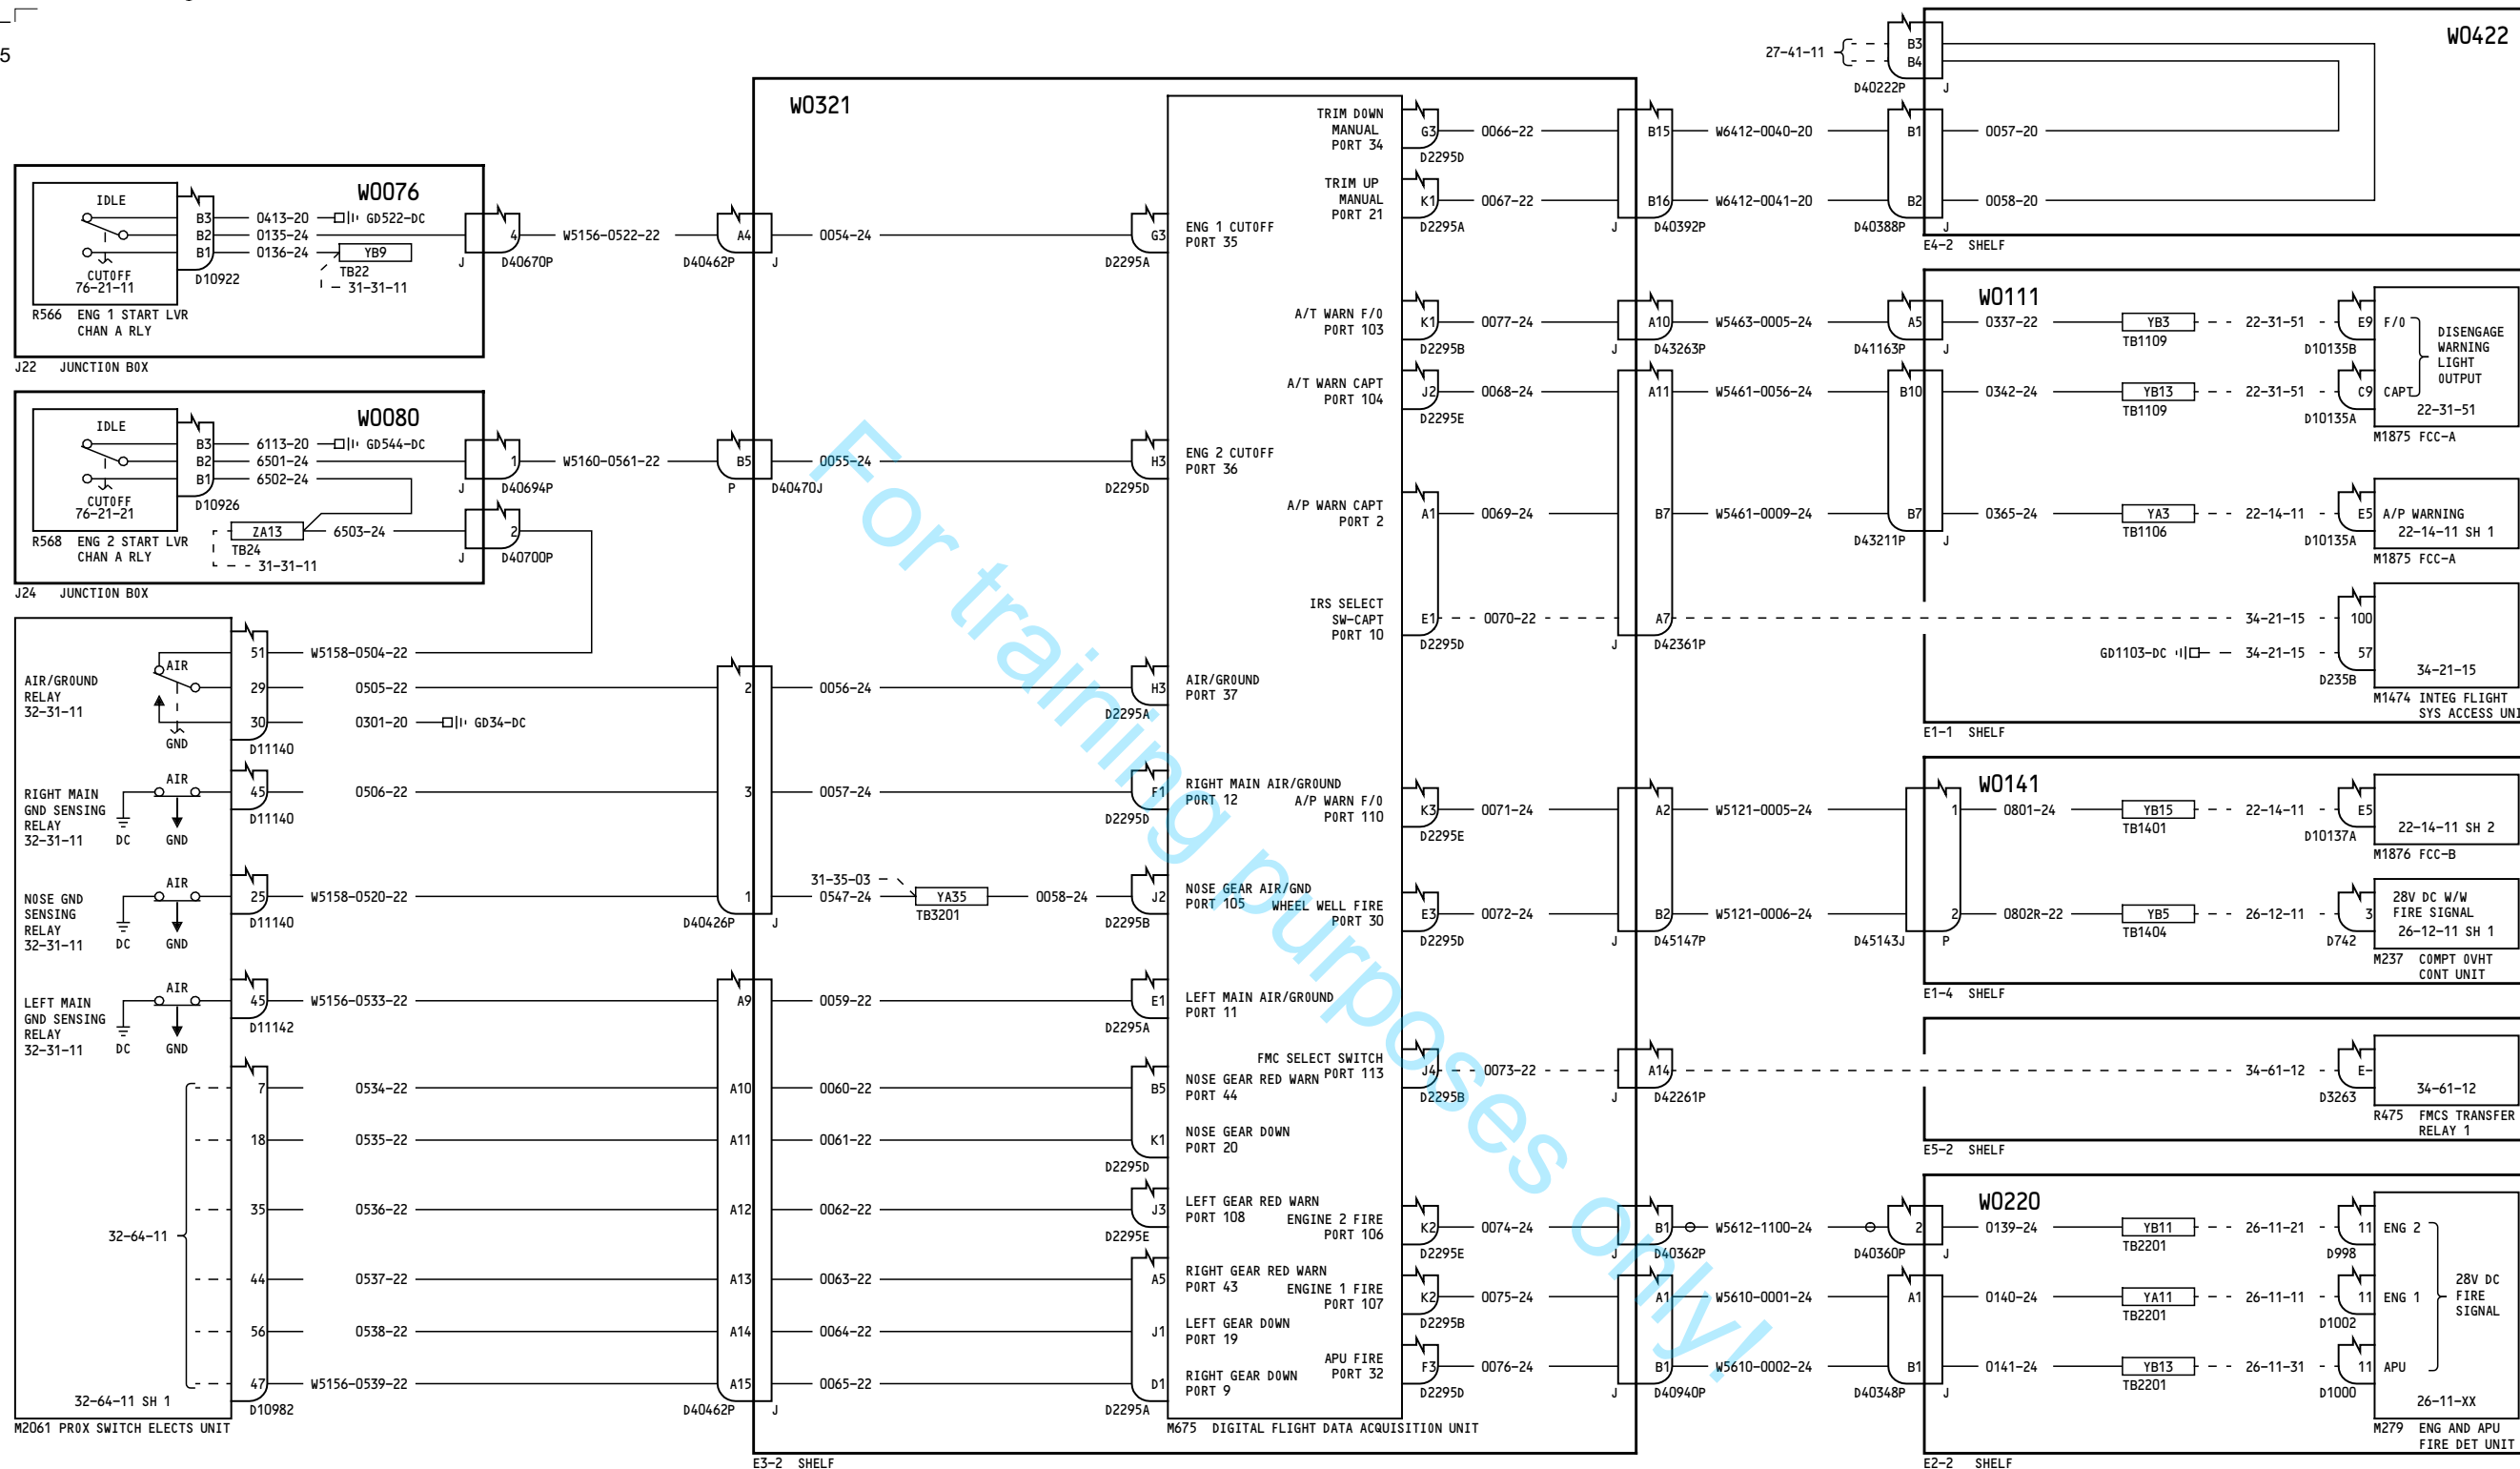 5
W0076
IDLE
B3 0413-20 GD522-DC
B2 0135-24
B1 0136-24 YB9
TB22
31-31-11
CUTOFF
76-21-11
D10922
R566 ENG 1 START LVR
CHAN A RLY
J22 JUNCTION BOX
J D40670P
4 W5156-0522-22 A4
D40462P J
0054-24 G3
D2295A
ENG 1 CUTOFF
PORT 35
W0080
IDLE
B3 6113-20 GD544-DC
B2 6501-24
B1 6502-24
CUTOFF
76-21-21
D10926
R568 ENG 2 START LVR
CHAN A RLY
ZA13 6503-24
TB24
31-31-11
J24 JUNCTION BOX
1 W5160-0561-22 B5
J D40694P
P D40470J
2
J D40700P
0055-24 H3
D2295D
ENG 2 CUTOFF
PORT 36
AIR/GROUND
RELAY
32-31-11
AIR
GND
51 W5158-0504-22
29 0505-22 2 0056-24 H3
30 0301-20 GD34-DC
D11140
D2295A
AIR/GROUND
PORT 37
RIGHT MAIN
GND SENSING
RELAY
32-31-11
AIR
DC GND
45 0506-22 3 0057-24 F1
D11140
D2295D
RIGHT MAIN AIR/GROUND
PORT 12
NOSE GND
SENSING
RELAY
32-31-11
AIR
DC GND
25 W5158-0520-22 1 0547-24 YA35 0058-24 J2
31-35-03
TB3201
D11140
D40426P J
D2295B
NOSE GEAR AIR/GND
PORT 105
LEFT MAIN
GND SENSING
RELAY
32-31-11
AIR
DC GND
45 W5156-0533-22 A9 0059-22 E1
D11142
D2295A
LEFT MAIN AIR/GROUND
PORT 11
32-64-11
7 0534-22 A10 0060-22 B5
NOSE GEAR RED WARN
PORT 44
18 0535-22 A11 0061-22 K1
NOSE GEAR DOWN
PORT 20
D2295D
35 0536-22 A12 0062-22 J3
LEFT GEAR RED WARN
PORT 108
D2295E
44 0537-22 A13 0063-22 A5
RIGHT GEAR RED WARN
PORT 43
56 0538-22 A14 0064-22 J1
LEFT GEAR DOWN
PORT 19
47 W5156-0539-22 A15 0065-22 D1
RIGHT GEAR DOWN
PORT 9
32-64-11 SH 1
D10982
D40462P J
D2295A
M2061 PROX SWITCH ELECTS UNIT
W0321
M675 DIGITAL FLIGHT DATA ACQUISITION UNIT
E3-2 SHELF
TRIM DOWN
MANUAL
PORT 34
G3 0066-22 B15 W6412-0040-20 B1 0057-20
D2295D
TRIM UP
MANUAL
PORT 21
K1 0067-22 B16 W6412-0041-20 B2 0058-20
D2295A
J D40392P
D40388P J
27-41-11
B3
B4
D40222P J
W0422
E4-2 SHELF
A/T WARN F/O
PORT 103
K1 0077-24 A10 W5463-0005-24 A5 0337-22 YB3 22-31-51 E9 F/O
D2295B
J D43263P
D41163P J
TB1109
D10135B
W0111
A/T WARN CAPT
PORT 104
J2 0068-24 A11 W5461-0056-24 B10 0342-24 YB13 22-31-51 C9 CAPT
D2295E
TB1109
D10135A
DISENGAGE
WARNING
LIGHT
OUTPUT
22-31-51
M1875 FCC-A
A/P WARN CAPT
PORT 2
A1 0069-24 B7 W5461-0009-24 B7 0365-24 YA3 22-14-11 E5 A/P WARNING
22-14-11 SH 1
D43211P J
TB1106
D10135A
M1875 FCC-A
IRS SELECT
SW-CAPT
PORT 10
E1 0070-22 A7 34-21-15 100
D2295D
J D42361P
GD1103-DC 34-21-15 57
D235B
34-21-15
M1474 INTEG FLIGHT
SYS ACCESS UNI
E1-1 SHELF
A/P WARN F/O
PORT 110
K3 0071-24 A2 W5121-0005-24 1 0801-24 YB15 22-14-11 E5
D2295E
TB1401
D10137A
W0141
22-14-11 SH 2
M1876 FCC-B
WHEEL WELL FIRE
PORT 30
E3 0072-24 B2 W5121-0006-24 2 0802R-22 YB5 26-12-11 3
D2295D
J D45147P
D45143J P
TB1404
D742
28V DC W/W
FIRE SIGNAL
26-12-11 SH 1
M237 COMPT OVHT
CONT UNIT
E1-4 SHELF
FMC SELECT SWITCH
PORT 113
J4 0073-22 A14 34-61-12 E-
D2295B
J D42261P
D3263
34-61-12
R475 FMCS TRANSFER
RELAY 1
E5-2 SHELF
W0220
ENGINE 2 FIRE
PORT 106
K2 0074-24 B1 W5612-1100-24 2 0139-24 YB11 26-11-21 11 ENG 2
D2295E
J D40362P
D40360P J
TB2201
D998
ENGINE 1 FIRE
PORT 107
K2 0075-24 A1 W5610-0001-24 A1 0140-24 YA11 26-11-11 11 ENG 1
D2295B
TB2201
D1002
28V DC
FIRE
SIGNAL
APU FIRE
PORT 32
F3 0076-24 B1 W5610-0002-24 B1 0141-24 YB13 26-11-31 11 APU
D2295D
J D40940P
D40348P J
TB2201
D1000
26-11-XX
M279 ENG AND APU
FIRE DET UNIT
E2-2 SHELF
For training purposes only!